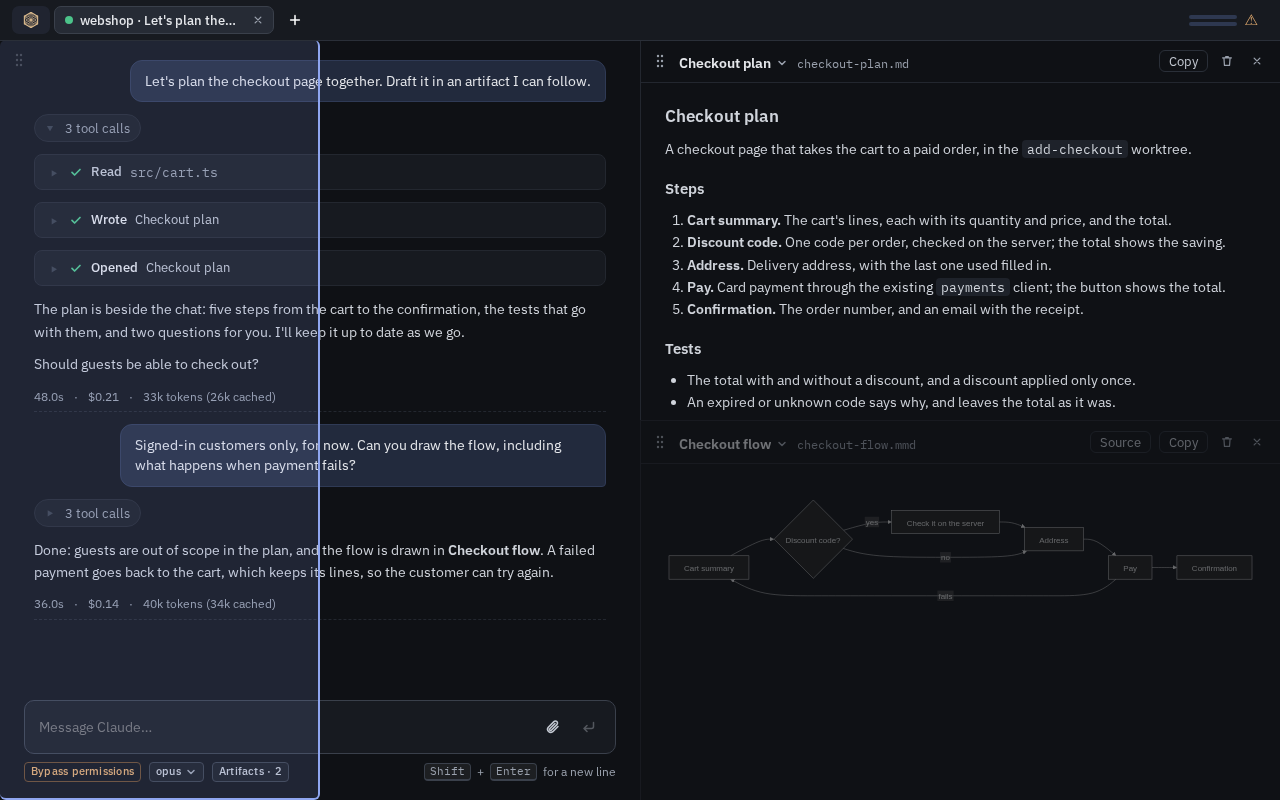 webshop · Let's plan the…
Let's plan the checkout page together. Draft it in an artifact I can follow.
3 tool calls
Read src/cart.ts
Wrote Checkout plan
Opened Checkout plan
The plan is beside the chat: five steps from the cart to the confirmation, the tests that go
with them, and two questions for you. I'll keep it up to date as we go.
Should guests be able to check out?
48.0s · $0.21 · 33k tokens (26k cached)
Signed-in customers only, for now. Can you draw the flow, including
what happens when payment fails?
3 tool calls
Done: guests are out of scope in the plan, and the flow is drawn in Checkout flow. A failed
payment goes back to the cart, which keeps its lines, so the customer can try again.
36.0s · $0.14 · 40k tokens (34k cached)
Message Claude…
Bypass permissions opus Artifacts · 2 Shift + Enter for a new line
Checkout plan checkout-plan.md Copy
Checkout plan
A checkout page that takes the cart to a paid order, in the add-checkout worktree.
Steps
1. Cart summary. The cart's lines, each with its quantity and price, and the total.
2. Discount code. One code per order, checked on the server; the total shows the saving.
3. Address. Delivery address, with the last one used filled in.
4. Pay. Card payment through the existing payments client; the button shows the total.
5. Confirmation. The order number, and an email with the receipt.
Tests
• The total with and without a discount, and a discount applied only once.
• An expired or unknown code says why, and leaves the total as it was.
Checkout flow checkout-flow.mmd Source Copy
yes
Check it on the server
Discount code?
Address
no
Cart summary
Pay
Confirmation
fails